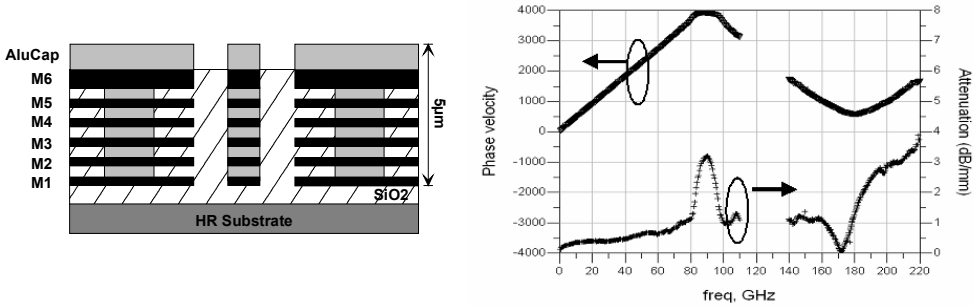 AluCap
M6
M5
M4
M3
M2
M1
5µm
SiO2
HR Substrate
Phase velocity
4000
3000
2000
1000
0
-1000
-2000
-3000
-4000
0 20 40 60 80 100 120 140 160 180 200 220
freq, GHz
8
7
6
5
4
3
2
1
0
Attenuation (dB/mm)